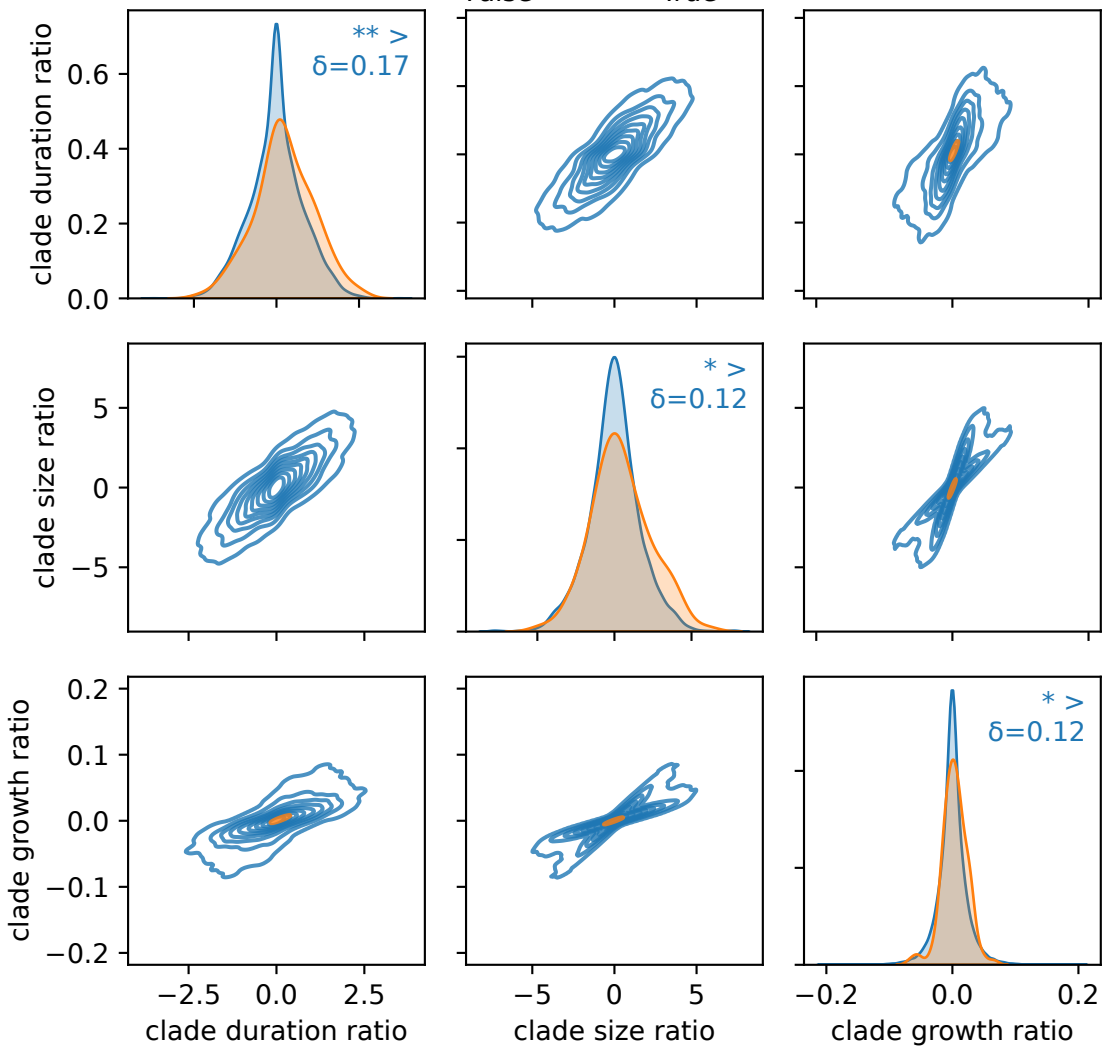 clade duration ratio
0.6
0.4
0.2
0.0
** >
δ=0.17
clade size ratio
5
0
−5
* >
δ=0.12
clade growth ratio
0.2
0.1
0.0
−0.1
−0.2
* >
δ=0.12
−2.5 0.0 2.5
clade duration ratio
−5 0 5
clade size ratio
−0.2 0.0 0.2
clade growth ratio